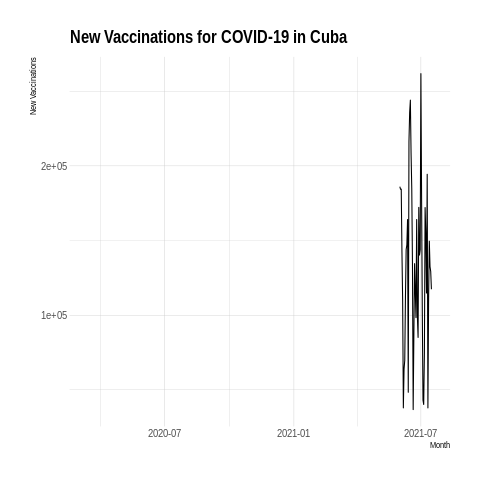 New Vaccinations for COVID-19 in Cuba
New Vaccinations
2e+05
1e+05
2020-07
2021-01
2021-07
Month